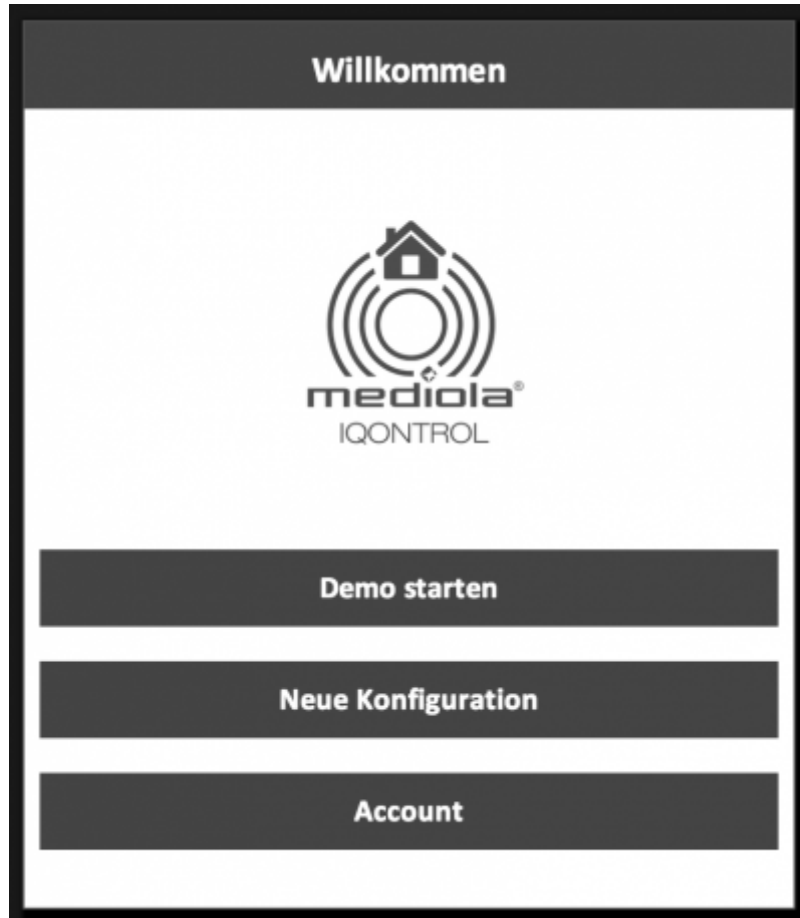 Willkommen
mediola®
IQONTROL
Demo starten
Neue Konfiguration
Account